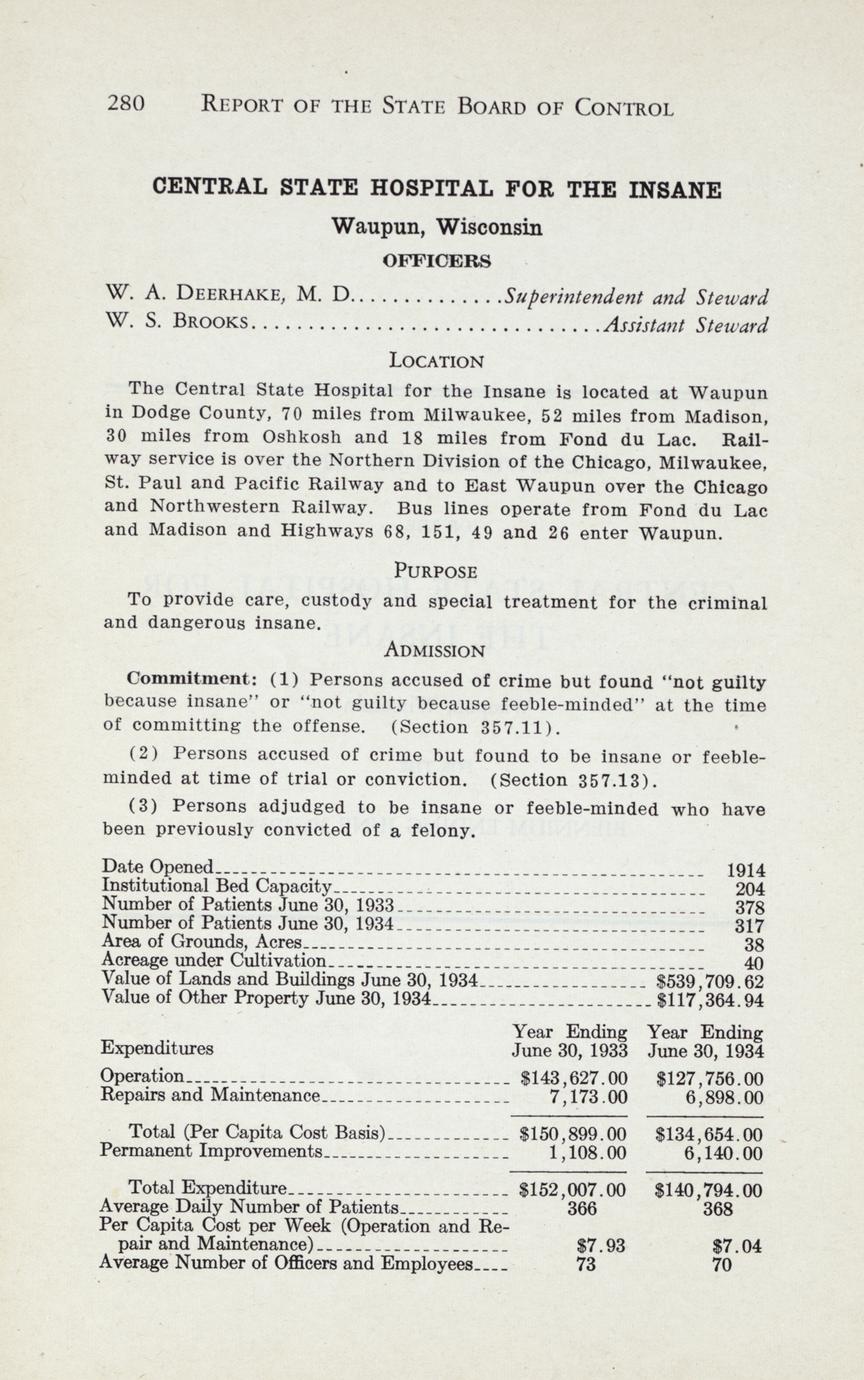 280 REPORT OF THE STATE BOARD OF CONTROL
CENTRAL STATE HOSPITAL FOR THE INSANE
Waupun, Wisconsin
OFFICERS
W. A. DEERHAKE, M. D..............Superintendent and Steward
W. S. BROOKS...............................Assistant Steward
LOCATION
The Central State Hospital for the Insane is located at Waupun
in Dodge County, 70 miles from Milwaukee, 52 miles from Madison,
30 miles from Oshkosh and 18 miles from Fond du Lac. Rail-
way service is over the Northern Division of the Chicago, Milwaukee,
St. Paul and Pacific Railway and to East Waupun over the Chicago
and Northwestern Railway. Bus lines operate from Fond du Lac
and Madison and Highways 68, 151, 49 and 26 enter Waupun.
PURPOSE
To provide care, custody and special treatment for the criminal
and dangerous insane.
ADMISSION
Commitment: (1) Persons accused of crime but found "not guilty
because insane" or "not guilty because feeble-minded" at the time
of committing the offense. (Section 357.11).
(2) Persons accused of crime but found to be insane or feeble-
minded at time of trial or conviction. (Section 357.13).
(3) Persons adjudged to be insane or feeble-minded who have
been previously convicted of a felony.
Date Opened 1914
Institutional Bed Capacity 204
Number of Patients June 30, 1933 378
Number of Patients June 30, 1934 317
Area of Grounds, Acres 38
Acreage under Cultivation 40
Value of Lands and Buildings June 30, 1934 $539,709.62
Value of Other Property June 30, 1934 $117,364.94
Year Ending Year Ending
Expenditures June 30, 1933 June 30, 1934
Operation $143,627.00 $127,756.00
Repairs and Maintenance 7,173.00 6,898.00
Total (Per Capita Cost Basis) $150,899.00 $134,654.00
Permanent Improvements 1,108.00 6,140.00
Total Expenditure $152,007.00 $140,794.00
Average Daily Number of Patients 366 368
Per Capita Cost per Week (Operation and Re-
pair and Maintenance) $7.93 $7.04
Average Number of Officers and Employees 73 70